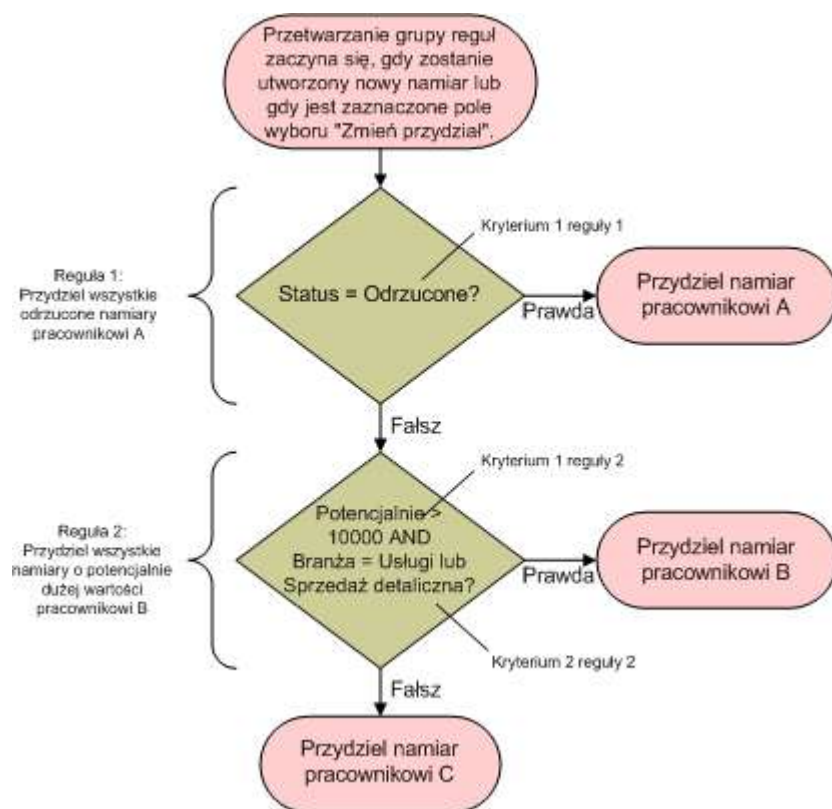 Przetwarzanie grupy reguł
zaczyna się, gdy zostanie
utworzony nowy namiar lub
gdy jest zaznaczone pole
wyboru "Zmień przydział".
Kryterium 1 reguły 1
Reguła 1:
Przydziel wszystkie
odrzucone namiary
pracownikowi A
Status = Odrzucone?
Prawda
Przydziel namiar
pracownikowi A
Fałsz
Kryterium 1 reguły 2
Reguła 2:
Przydziel wszystkie
namiary o potencjalnie
dużej wartości
pracownikowi B
Potencjalnie >
10000 AND
Branża = Usługi lub
Sprzedaż detaliczna?
Prawda
Przydziel namiar
pracownikowi B
Kryterium 2 reguły 2
Fałsz
Przydziel namiar
pracownikowi C